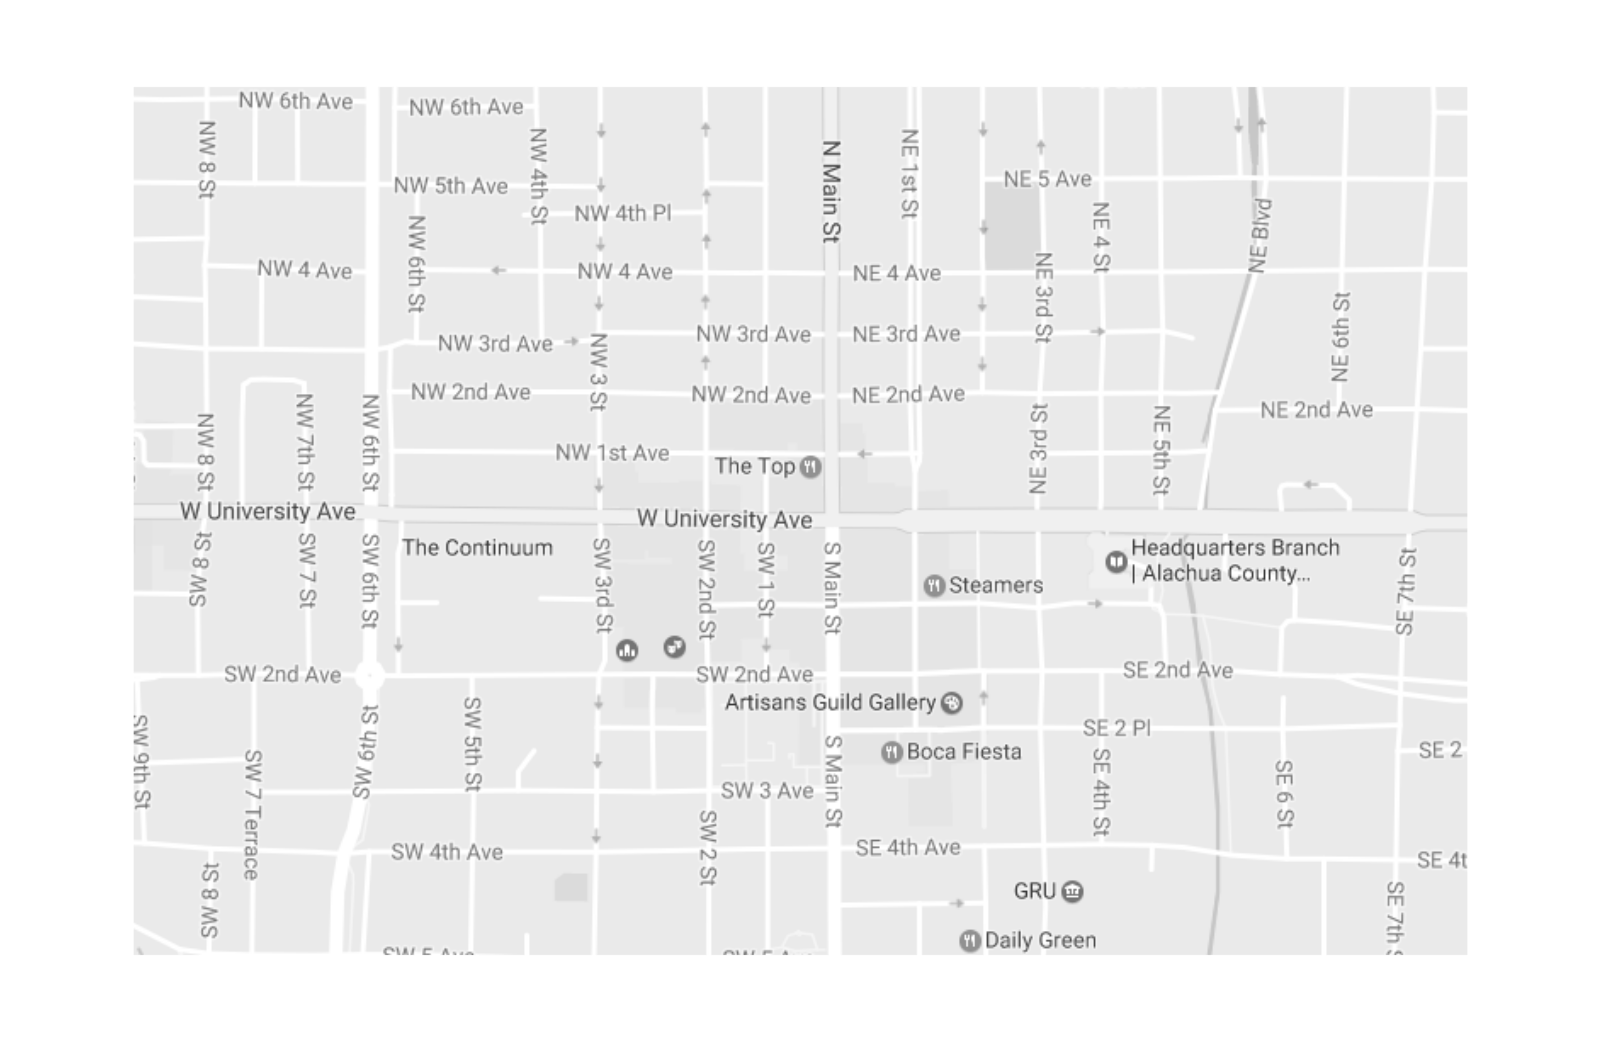 NW 6th Ave
NW 6th Ave
NW 8 St
NW 4th St
N Main St
NE 1st St
NE 5 Ave
NW 5th Ave
NW 4th Pl
NE 4 St
NE Blvd
NW 6th St
NW 4 Ave
NW 4 Ave
NE 4 Ave
NE 3rd St
NE 6th St
NW 3rd Ave
NW 3 St
NW 3rd Ave
NE 3rd Ave
NW 2nd Ave
NW 2nd Ave
NE 2nd Ave
NE 2nd Ave
NW 8 St
NW 7th St
NW 6th St
NE 3rd St
NE 5th St
NW 1st Ave
The Top
W University Ave
W University Ave
SW 8 St
SW 7 St
SW 6th St
The Continuum
SW 3rd St
SW 2nd St
SW 1 St
S Main St
Steamers
Headquarters Branch
| Alachua County...
SE 7th St
SW 2nd Ave
SW 2nd Ave
SE 2nd Ave
Artisans Guild Gallery
SW 9th St
SW 6th St
SW 5th St
SE 2 Pl
S Main St
Boca Fiesta
SE 2
SW 7 Terrace
SW 3 Ave
SE 4th St
SE 6 St
SW 4th Ave
SW 2 St
SE 4th Ave
SE 4t
SW 8 St
GRU
SE 7th S
Daily Green
SW 5 Ave
SW 5 A